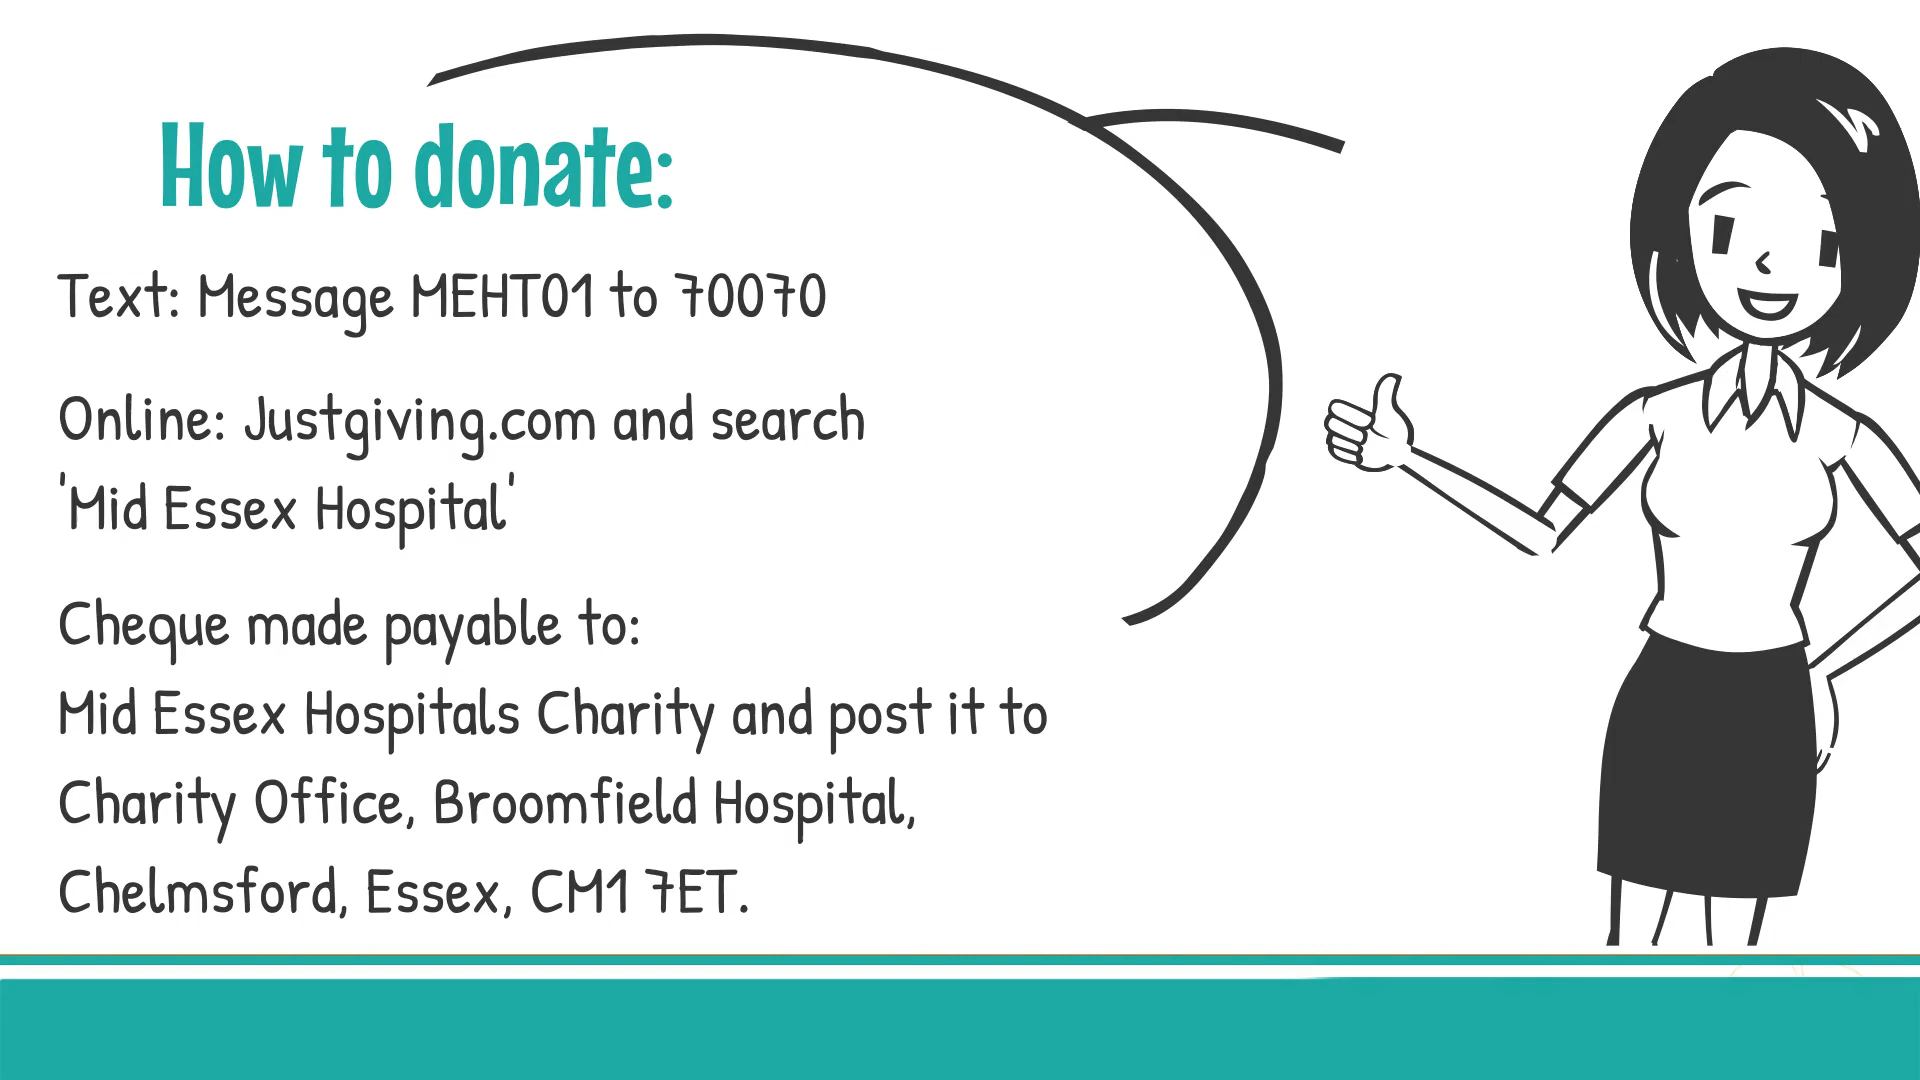 How to donate:
Text: Message MEHT01 to 70070
Online: Justgiving.com and search
'Mid Essex Hospital'
Cheque made payable to:
Mid Essex Hospitals Charity and post it to
Charity Office, Broomfield Hospital,
Chelmsford, Essex, CM1 7ET.